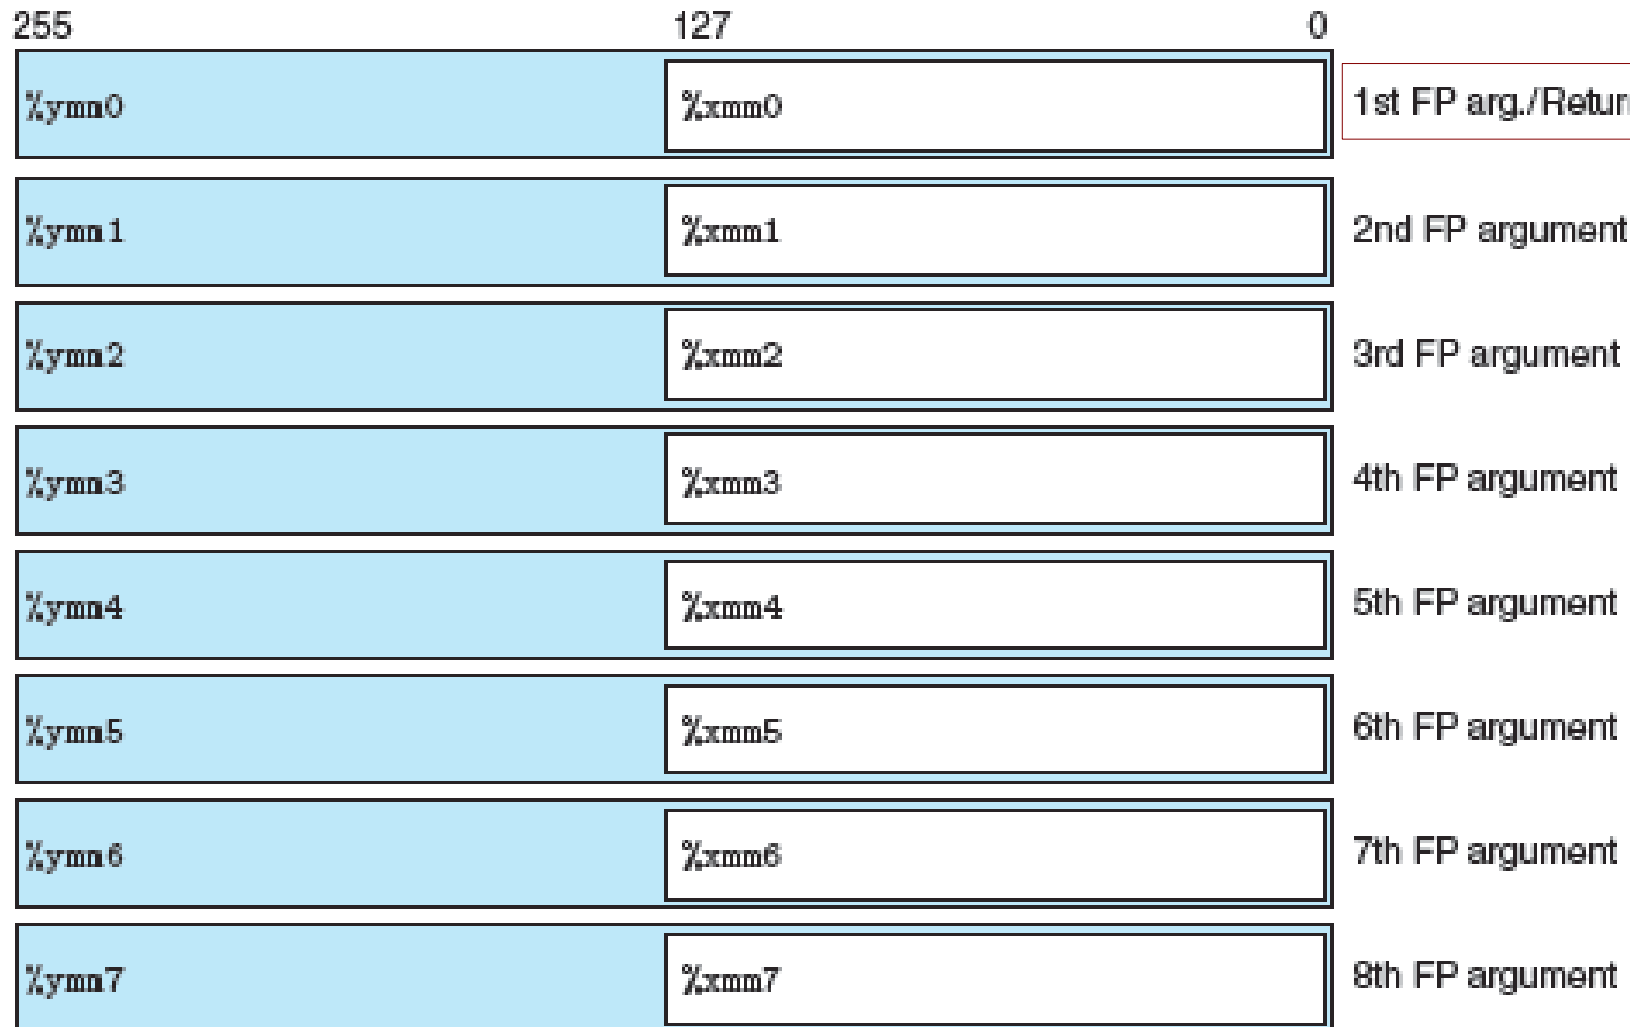 255 127 0
%ymm0 %xmm0 1st FP arg./Return
%ymm1 %xmm1 2nd FP argument
%ymm2 %xmm2 3rd FP argument
%ymm3 %xmm3 4th FP argument
%ymm4 %xmm4 5th FP argument
%ymm5 %xmm5 6th FP argument
%ymm6 %xmm6 7th FP argument
%ymm7 %xmm7 8th FP argument